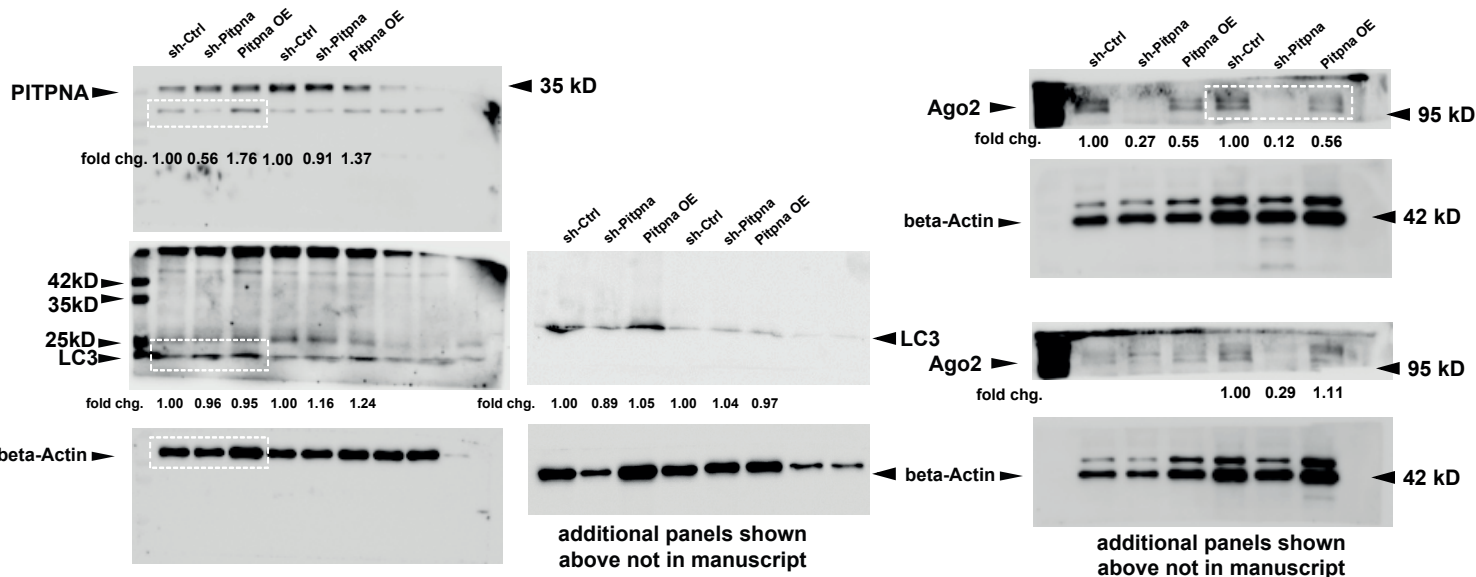 sh-Ctrl sh-Pitpna Pitpna OE sh-Ctrl sh-Pitpna Pitpna OE
PITPNA
35 kD
fold chg. 1.00 0.56 1.76 1.00 0.91 1.37
42kD
35kD
25kD
LC3
fold chg. 1.00 0.96 0.95 1.00 1.16 1.24
beta-Actin
sh-Ctrl sh-Pitpna Pitpna OE sh-Ctrl sh-Pitpna Pitpna OE
LC3
fold chg. 1.00 0.89 1.05 1.00 1.04 0.97
beta-Actin
additional panels shown
above not in manuscript
sh-Ctrl sh-Pitpna Pitpna OE sh-Ctrl sh-Pitpna Pitpna OE
Ago2
95 kD
fold chg. 1.00 0.27 0.55 1.00 0.12 0.56
beta-Actin
42 kD
Ago2
95 kD
fold chg. 1.00 0.29 1.11
42 kD
additional panels shown
above not in manuscript